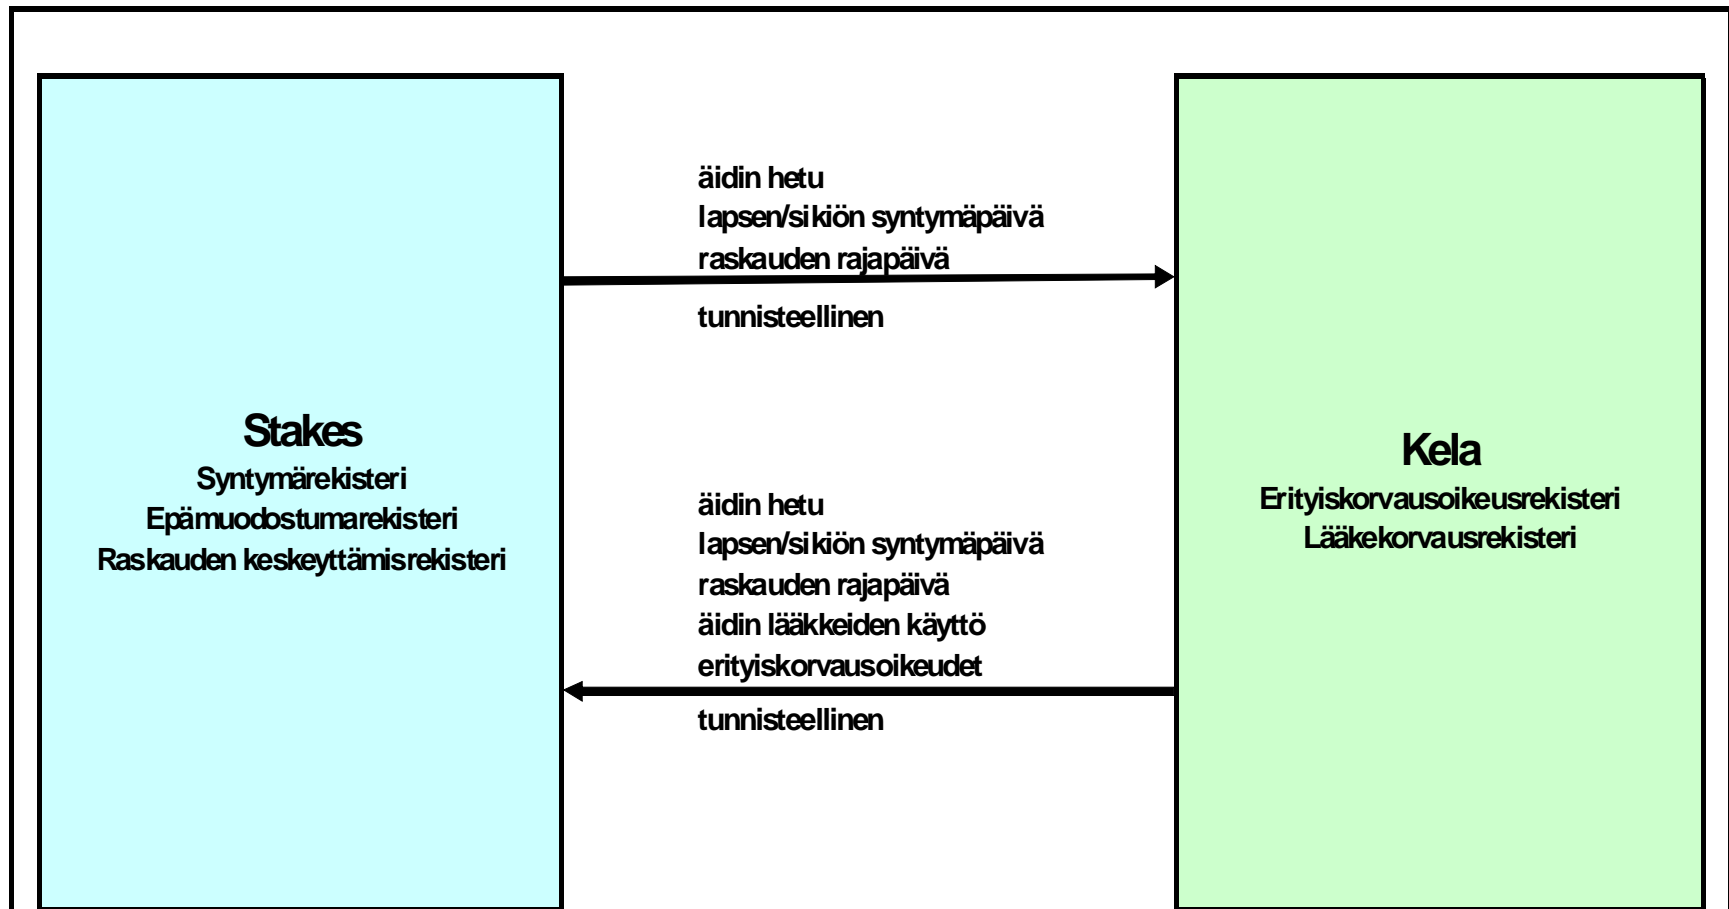 Stakes
Syntymärekisteri
Epämuodostumarekisteri
Raskauden keskeyttämisrekisteri
äidin hetu
lapsen/sikiön syntymäpäivä
raskauden rajapäivä
tunnisteellinen
äidin hetu
lapsen/sikiön syntymäpäivä
raskauden rajapäivä
äidin lääkkeiden käyttö
erityiskorvausoikeudet
tunnisteellinen
Kela
Erityiskorvausoikeusrekisteri
Lääkekorvausrekisteri